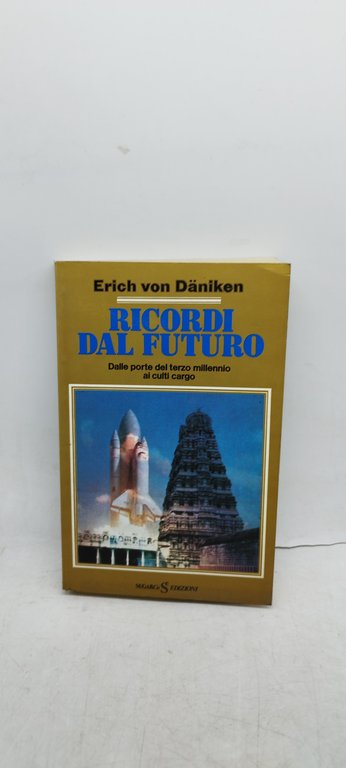 Erich von Däniken
RICORDI
DAL FUTURO
Dalle porte del terzo millennio
ai culti cargo
SUGARCo S EDIZIONI